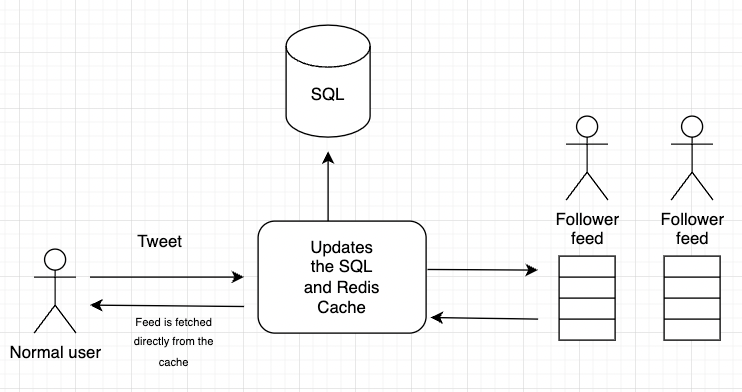 SQL
Tweet
Updates
the SQL
and Redis
Cache
Follower
feed
Follower
feed
Feed is fetched
directly from the
cache
Normal user